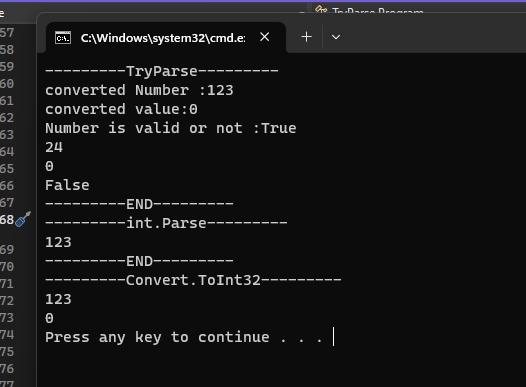 TryParse Program
C:\Windows\system32\cmd.e:
57
58
59
60
61
62
63
64
65
66
67
68
69
70
71
72
73
74
75
76
77
---------TryParse---------
converted Number :123
converted value:0
Number is valid or not :True
24
0
False
---------END---------
---------int.Parse---------
123
---------END---------
---------Convert.ToInt32---------
123
0
Press any key to continue . . .